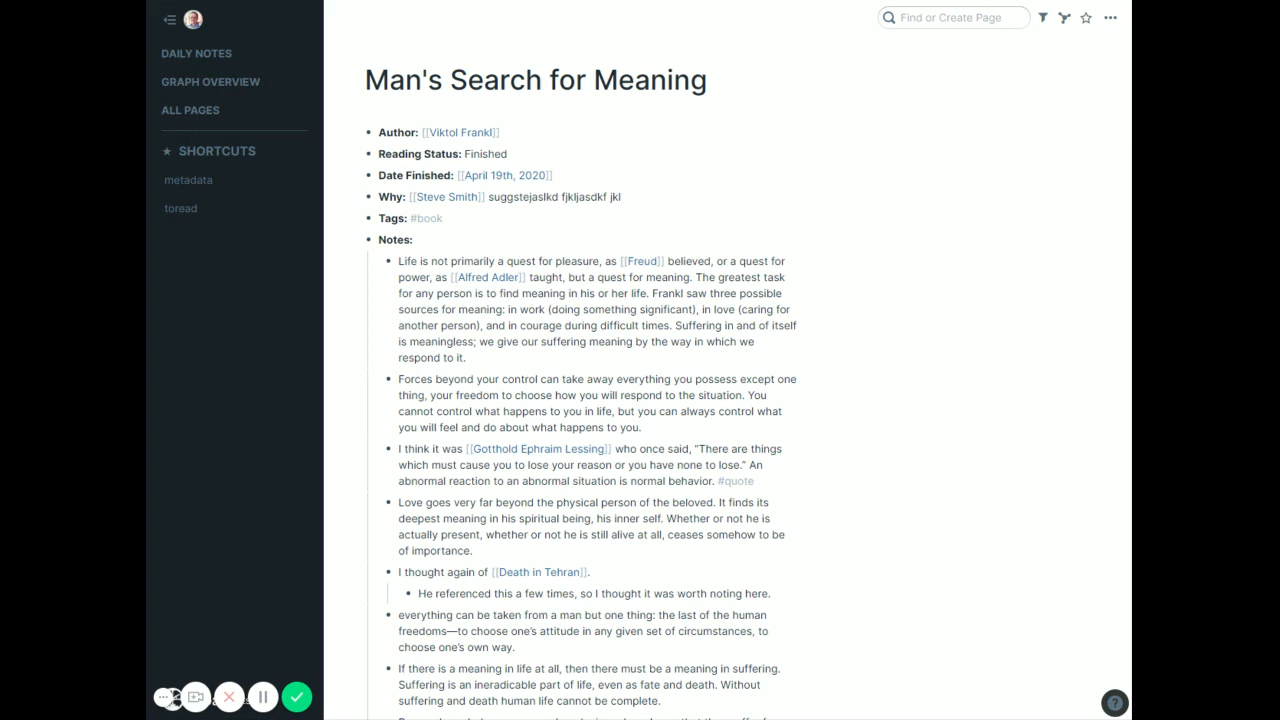 DAILY NOTES
GRAPH OVERVIEW
ALL PAGES
★ SHORTCUTS
metadata
toread
Find or Create Page
Man's Search for Meaning
• Author: [[Viktol Frankl]]
• Reading Status: Finished
• Date Finished: [[April 19th, 2020]]
• Why: [[Steve Smith]] suggstejaslkd fjkljasdkf jkl
• Tags: #book
• Notes:
• Life is not primarily a quest for pleasure, as [[Freud]] believed, or a quest for
power, as [[Alfred Adler]] taught, but a quest for meaning. The greatest task
for any person is to find meaning in his or her life. Frankl saw three possible
sources for meaning: in work (doing something significant), in love (caring for
another person), and in courage during difficult times. Suffering in and of itself
is meaningless; we give our suffering meaning by the way in which we
respond to it.
• Forces beyond your control can take away everything you possess except one
thing, your freedom to choose how you will respond to the situation. You
cannot control what happens to you in life, but you can always control what
you will feel and do about what happens to you.
• I think it was [[Gotthold Ephraim Lessing]] who once said, “There are things
which must cause you to lose your reason or you have none to lose.” An
abnormal reaction to an abnormal situation is normal behavior. #quote
• Love goes very far beyond the physical person of the beloved. It finds its
deepest meaning in his spiritual being, his inner self. Whether or not he is
actually present, whether or not he is still alive at all, ceases somehow to be
of importance.
• I thought again of [[Death in Tehran]].
• He referenced this a few times, so I thought it was worth noting here.
• everything can be taken from a man but one thing: the last of the human
freedoms—to choose one’s attitude in any given set of circumstances, to
choose one’s own way.
• If there is a meaning in life at all, then there must be a meaning in suffering.
Suffering is an ineradicable part of life, even as fate and death. Without
suffering and death human life cannot be complete.